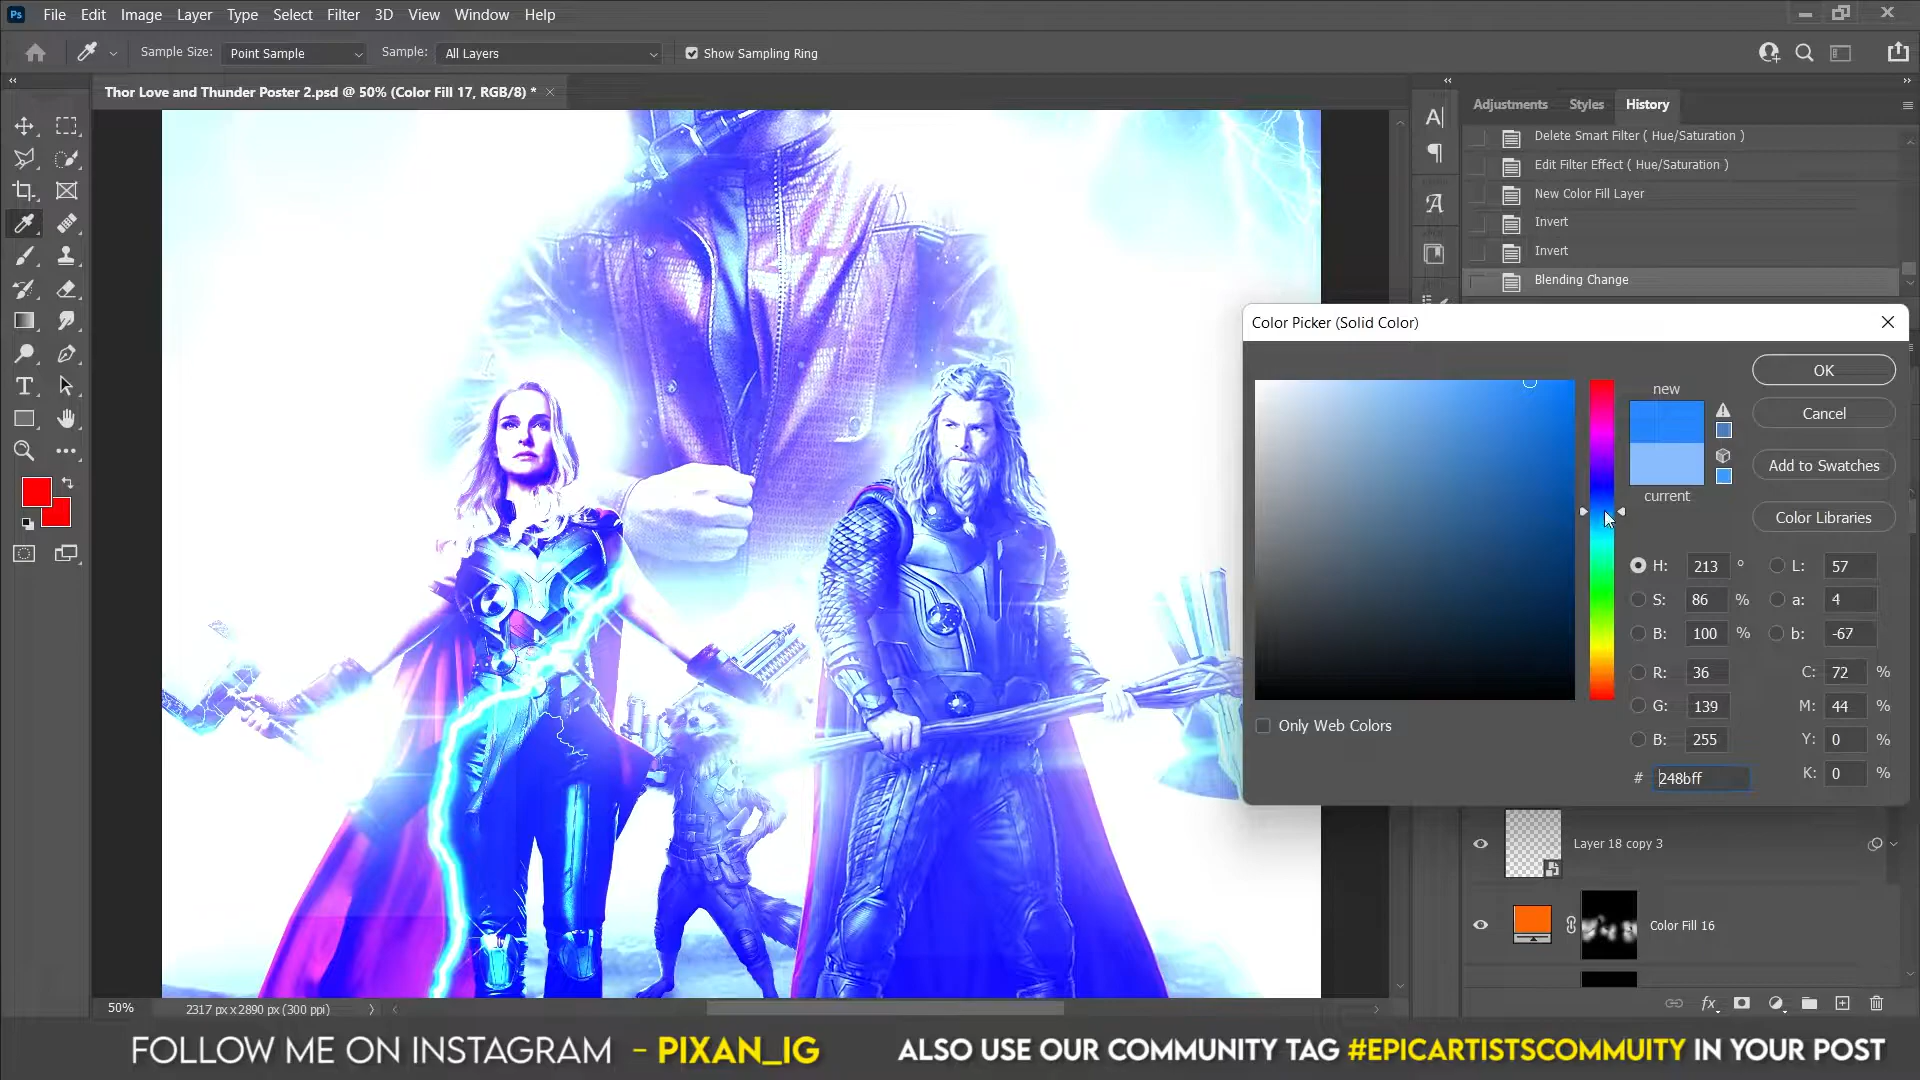 Ps File Edit Image Layer Type Select Filter 3D View Window Help
Sample Size: Point Sample Sample: All Layers Show Sampling Ring
Thor Love and Thunder Poster 2.psd @ 50% (Color Fill 17, RGB/8) *
Adjustments Styles History
Delete Smart Filter ( Hue/Saturation )
Edit Filter Effect ( Hue/Saturation )
New Color Fill Layer
Invert
Invert
Blending Change
Color Picker (Solid Color)
new
OK
Cancel
Add to Swatches
current
Color Libraries
H: 213 ° L: 57
S: 86 % a: 4
B: 100 % b: -67
R: 36 C: 72 %
G: 139 M: 44 %
B: 255 Y: 0 %
# 248bff K: 0 %
Only Web Colors
Layer 18 copy 3
Color Fill 16
50% 2317 px x 2890 px (300 ppi)
FOLLOW ME ON INSTAGRAM - PIXAN_IG ALSO USE OUR COMMUNITY TAG #EPICARTISTSCOMMUITY IN YOUR POST